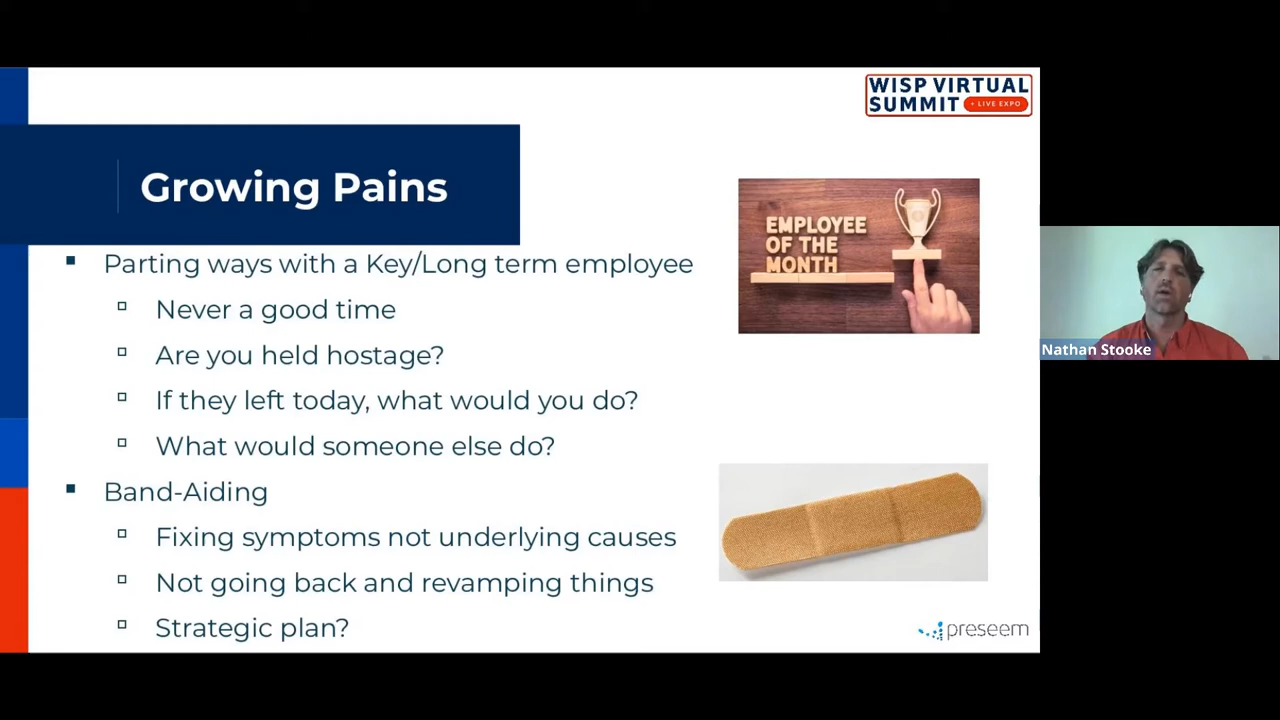 WISP VIRTUAL
SUMMIT + LIVE EXPO
Growing Pains
Parting ways with a Key/Long term employee
Never a good time
Are you held hostage?
If they left today, what would you do?
What would someone else do?
Band-Aiding
Fixing symptoms not underlying causes
Not going back and revamping things
Strategic plan?
EMPLOYEE
OF THE
MONTH
preseem
Nathan Stooke